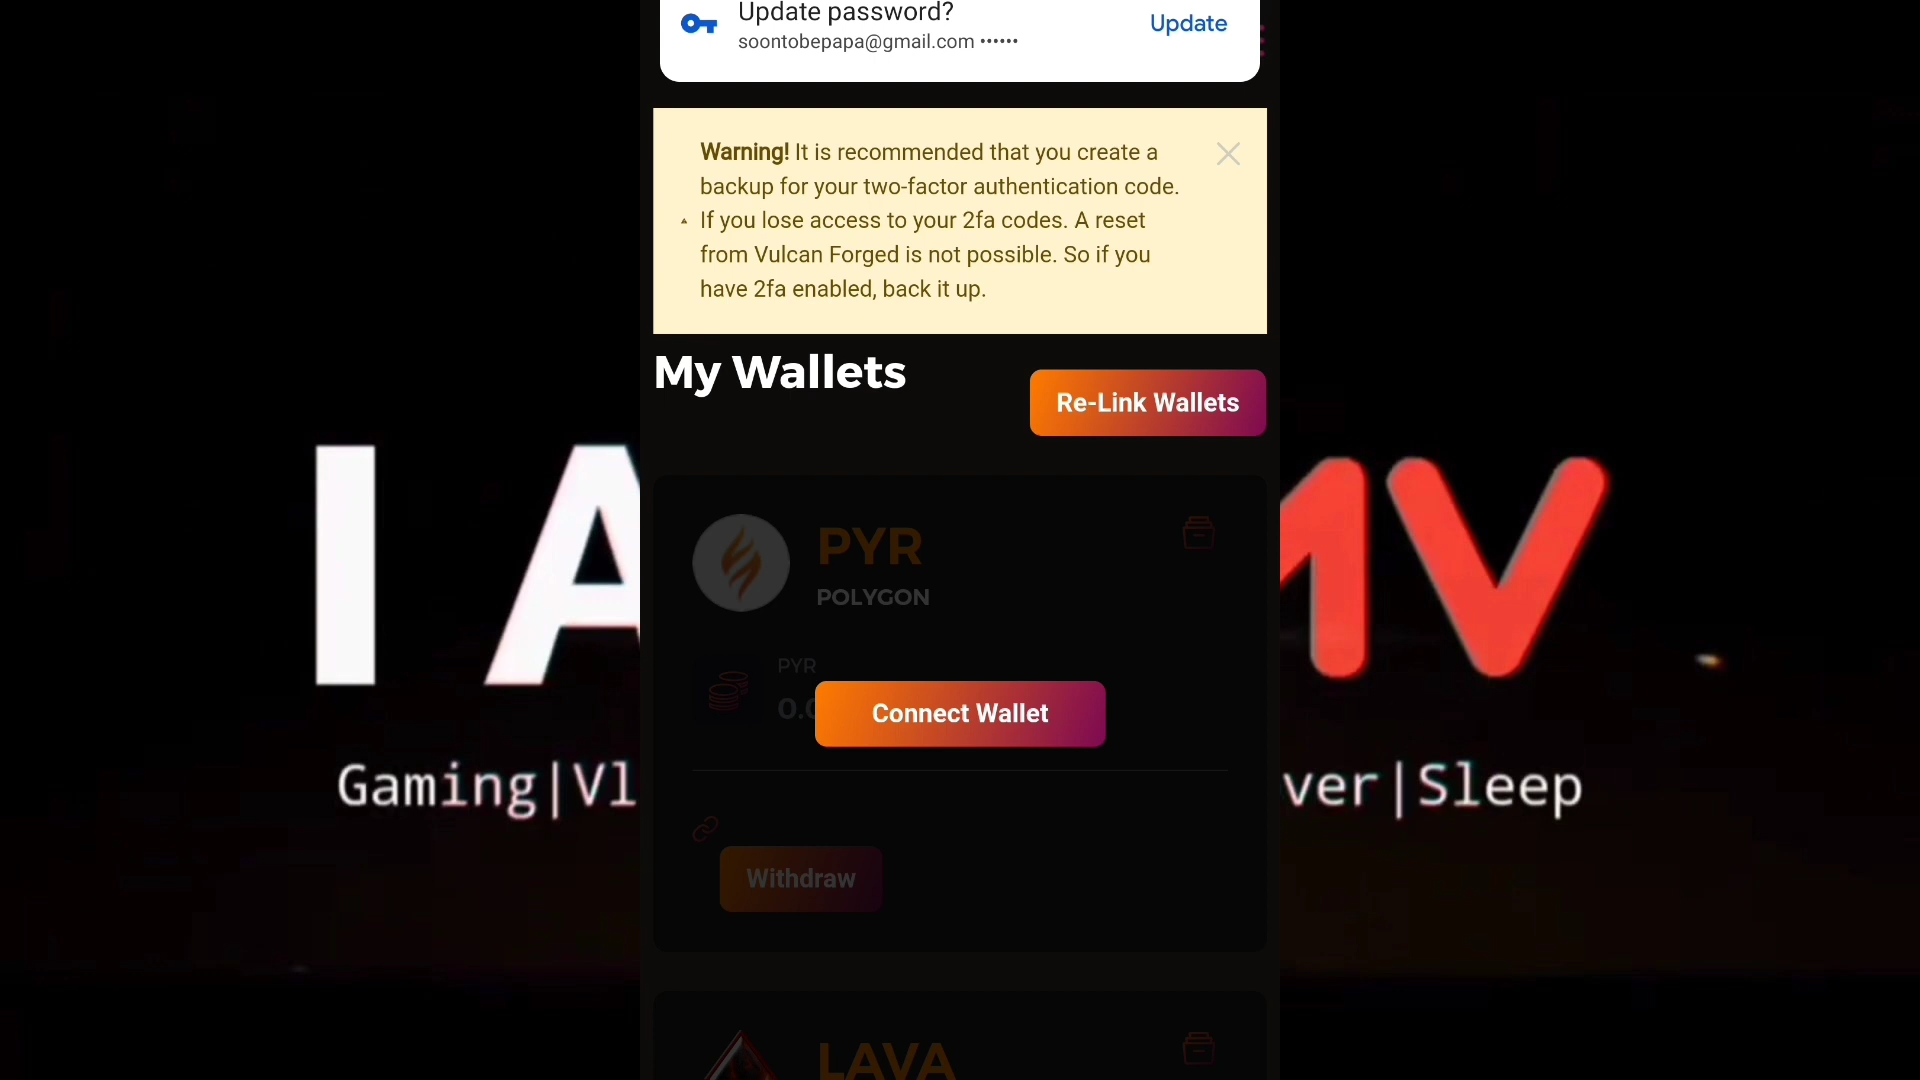 Update password?
Update
soontobepapa@gmail.com ••••••
Warning! It is recommended that you create a
backup for your two-factor authentication code.
If you lose access to your 2fa codes. A reset
from Vulcan Forged is not possible. So if you
have 2fa enabled, back it up.
My Wallets
Re-Link Wallets
I A
MV
PYR
POLYGON
PYR
0.0
Connect Wallet
Gaming|Vl
ver|Sleep
Withdraw
LAVA